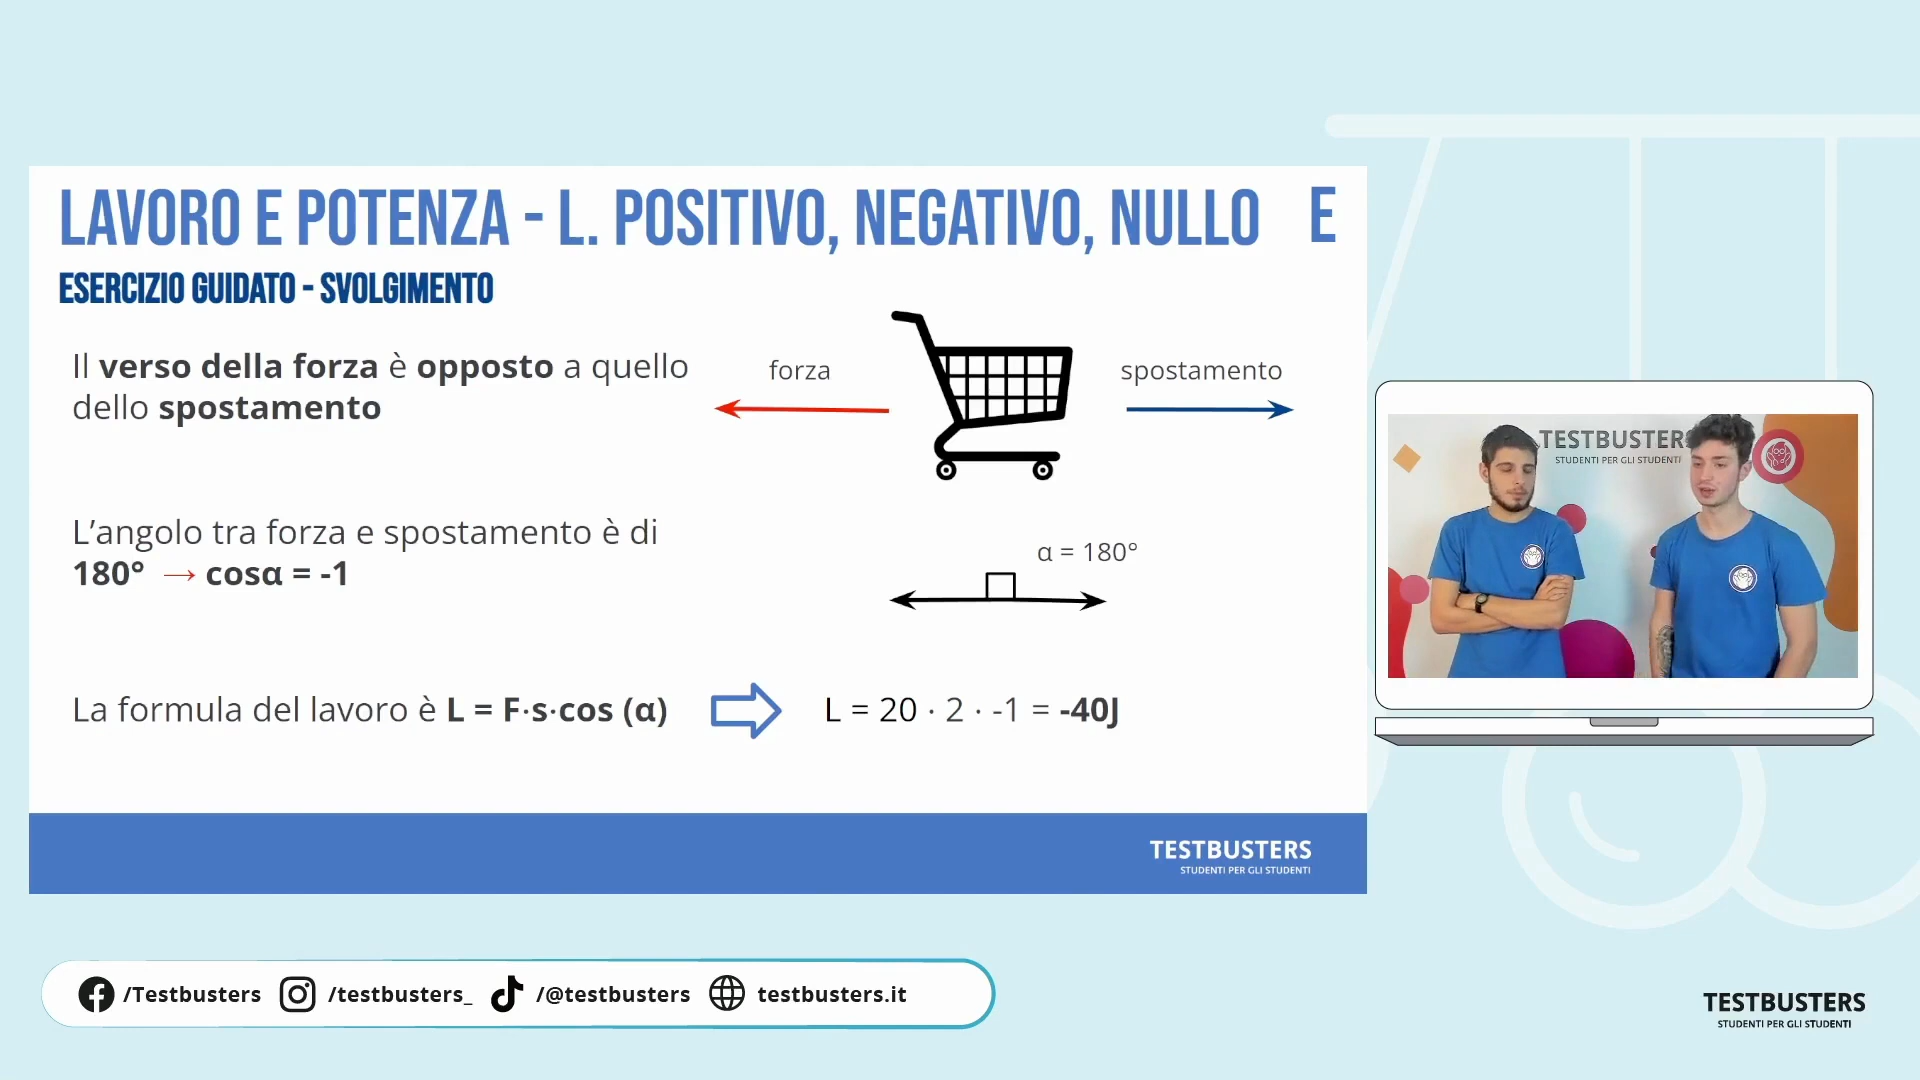 LAVORO E POTENZA - L. POSITIVO, NEGATIVO, NULLO E
ESERCIZIO GUIDATO - SVOLGIMENTO
Il verso della forza è opposto a quello
dello spostamento
forza
spostamento
L’angolo tra forza e spostamento è di
180° → cosα = -1
α = 180°
La formula del lavoro è L = F·s·cos (α)
L = 20 · 2 · -1 = -40J
TESTBUSTERS
STUDENTI PER GLI STUDENTI
TESTBUSTERS
STUDENTI PER GLI STUDENTI
/Testbusters
/testbusters_
/@testbusters
testbusters.it
TESTBUSTERS
STUDENTI PER GLI STUDENTI